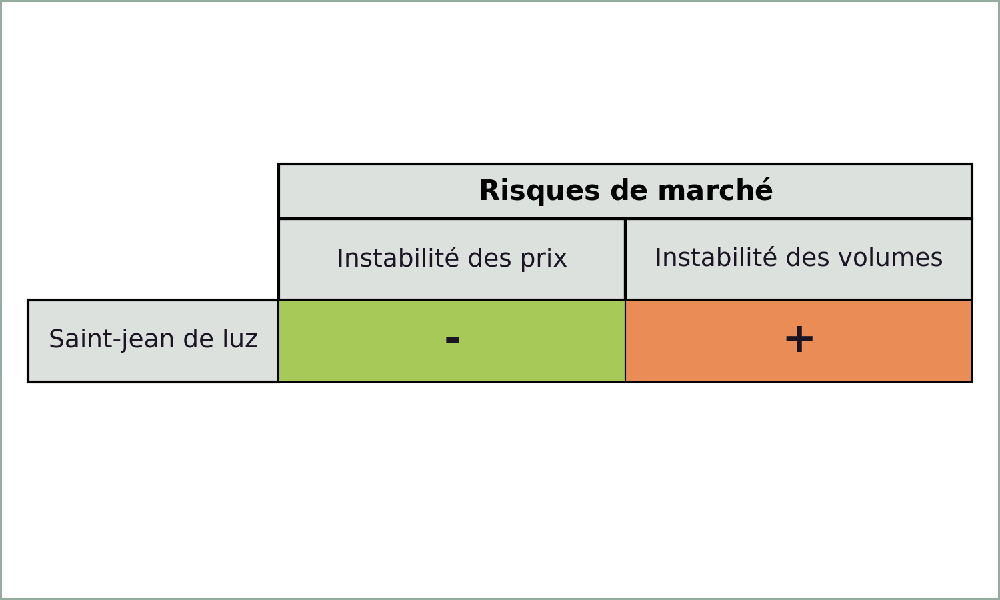 Risques de marché
Instabilité des prix
Instabilité des volumes
Saint-jean de luz
-
+